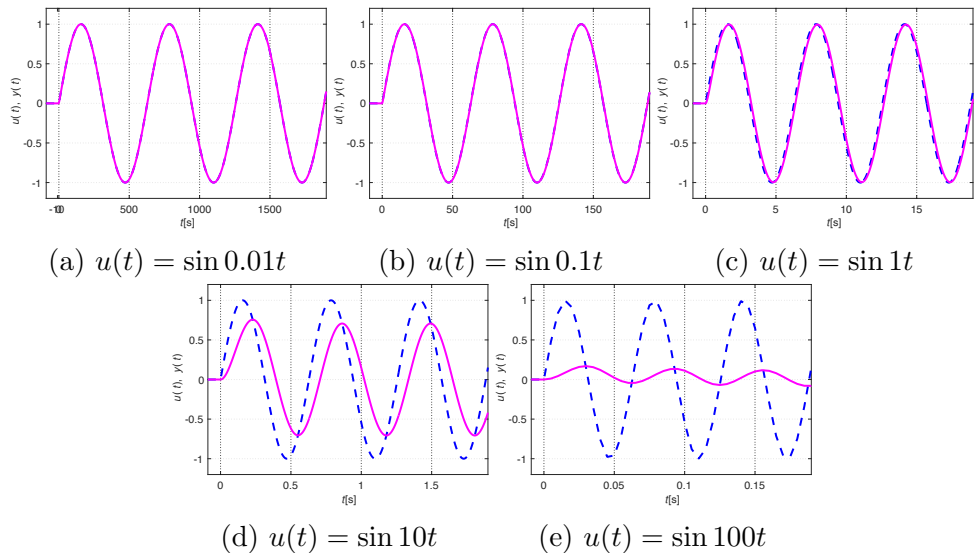 1
0.5
0
-0.5
-1
u( t), y( t)
-10 0 500 1000 1500
t[s]
(a) u(t) = sin 0.01t
1
0.5
0
-0.5
-1
u( t), y( t)
0 50 100 150
t[s]
(b) u(t) = sin 0.1t
1
0.5
0
-0.5
-1
u( t), y( t)
0 5 10 15
t[s]
(c) u(t) = sin 1t
1
0.5
0
-0.5
-1
u( t), y( t)
0 0.5 1 1.5
t[s]
(d) u(t) = sin 10t
1
0.5
0
-0.5
-1
u( t), y( t)
0 0.05 0.1 0.15
t[s]
(e) u(t) = sin 100t